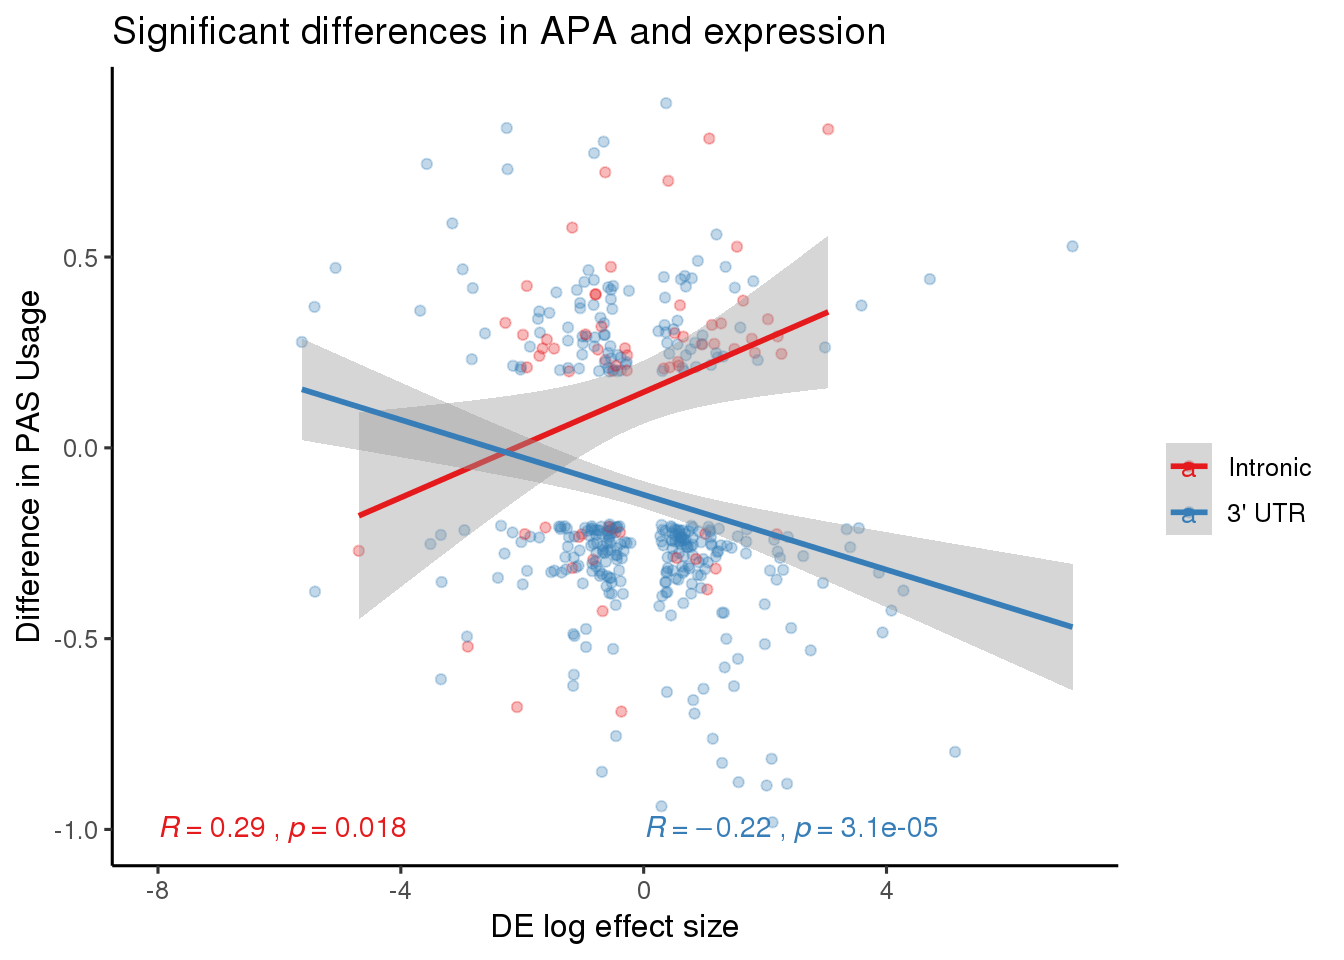 Significant differences in APA and expression
Difference in PAS Usage
0.5
0.0
-0.5
-1.0
R = 0.29 , p = 0.018
R = −0.22 , p = 3.1e-05
-8
-4
0
4
DE log effect size
a Intronic
a 3' UTR